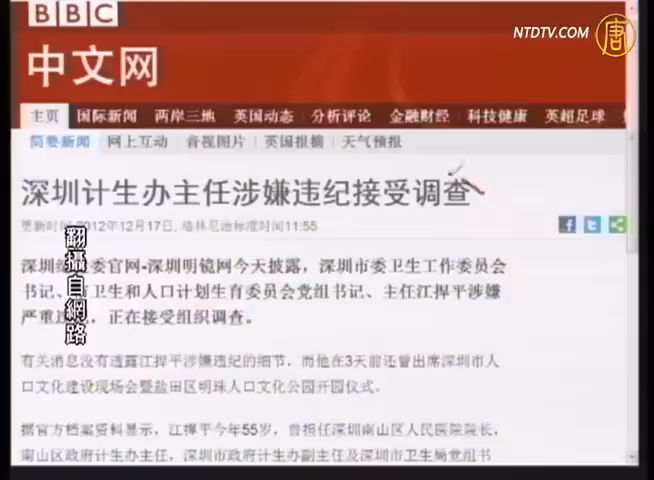 BBC
NTDTV.COM 唐
中文网
主页 国际新闻 两岸三地 英国动态 分析评论 金融财经 科技健康 英超足球
简要新闻 网上互动 音视图片 英国报摘 天气预报
深圳计生办主任涉嫌违纪接受调查
更新时间 2012年12月17日, 格林尼治标准时间11:55
翻攝自網路
深圳 委官网-深圳明镜网今天披露，深圳市委卫生工作委员会
书记、 卫生和人口计划生育委员会党组书记、主任江捍平涉嫌
严重 ，正在接受组织调查。
有关消息没有透露江捍平涉嫌违纪的细节，而他在3天前还曾出席深圳市人
口文化建设现场会暨盐田区明珠人口文化公园开园仪式。
据官方档案资料显示，江捍平今年55岁，曾担任深圳南山区人民医院院长，
南山区政府计生办主任，深圳市政府计生办副主任及深圳市卫生局党组书